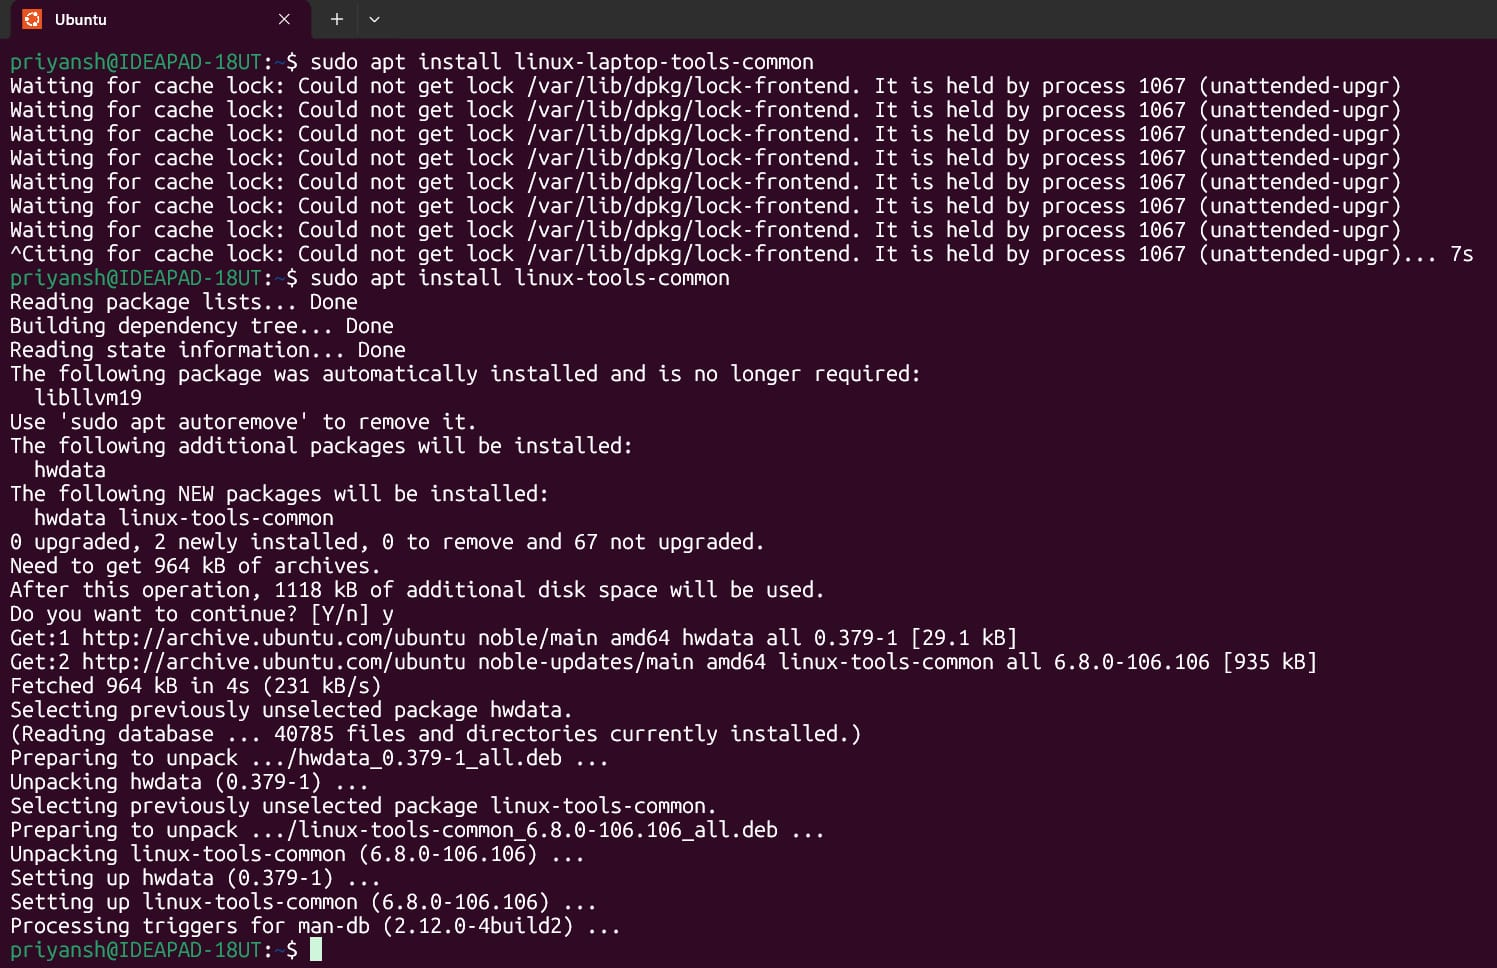 Ubuntu
priyansh@IDEAPAD-18UT:~$ sudo apt install linux-laptop-tools-common
Waiting for cache lock: Could not get lock /var/lib/dpkg/lock-frontend. It is held by process 1067 (unattended-upgr)
Waiting for cache lock: Could not get lock /var/lib/dpkg/lock-frontend. It is held by process 1067 (unattended-upgr)
Waiting for cache lock: Could not get lock /var/lib/dpkg/lock-frontend. It is held by process 1067 (unattended-upgr)
Waiting for cache lock: Could not get lock /var/lib/dpkg/lock-frontend. It is held by process 1067 (unattended-upgr)
Waiting for cache lock: Could not get lock /var/lib/dpkg/lock-frontend. It is held by process 1067 (unattended-upgr)
Waiting for cache lock: Could not get lock /var/lib/dpkg/lock-frontend. It is held by process 1067 (unattended-upgr)
Waiting for cache lock: Could not get lock /var/lib/dpkg/lock-frontend. It is held by process 1067 (unattended-upgr)
^Citing for cache lock: Could not get lock /var/lib/dpkg/lock-frontend. It is held by process 1067 (unattended-upgr)... 7s
priyansh@IDEAPAD-18UT:~$ sudo apt install linux-tools-common
Reading package lists... Done
Building dependency tree... Done
Reading state information... Done
The following package was automatically installed and is no longer required:
  libllvm19
Use 'sudo apt autoremove' to remove it.
The following additional packages will be installed:
  hwdata
The following NEW packages will be installed:
  hwdata linux-tools-common
0 upgraded, 2 newly installed, 0 to remove and 67 not upgraded.
Need to get 964 kB of archives.
After this operation, 1118 kB of additional disk space will be used.
Do you want to continue? [Y/n] y
Get:1 http://archive.ubuntu.com/ubuntu noble/main amd64 hwdata all 0.379-1 [29.1 kB]
Get:2 http://archive.ubuntu.com/ubuntu noble-updates/main amd64 linux-tools-common all 6.8.0-106.106 [935 kB]
Fetched 964 kB in 4s (231 kB/s)
Selecting previously unselected package hwdata.
(Reading database ... 40785 files and directories currently installed.)
Preparing to unpack .../hwdata_0.379-1_all.deb ...
Unpacking hwdata (0.379-1) ...
Selecting previously unselected package linux-tools-common.
Preparing to unpack .../linux-tools-common_6.8.0-106.106_all.deb ...
Unpacking linux-tools-common (6.8.0-106.106) ...
Setting up hwdata (0.379-1) ...
Setting up linux-tools-common (6.8.0-106.106) ...
Processing triggers for man-db (2.12.0-4build2) ...
priyansh@IDEAPAD-18UT:~$